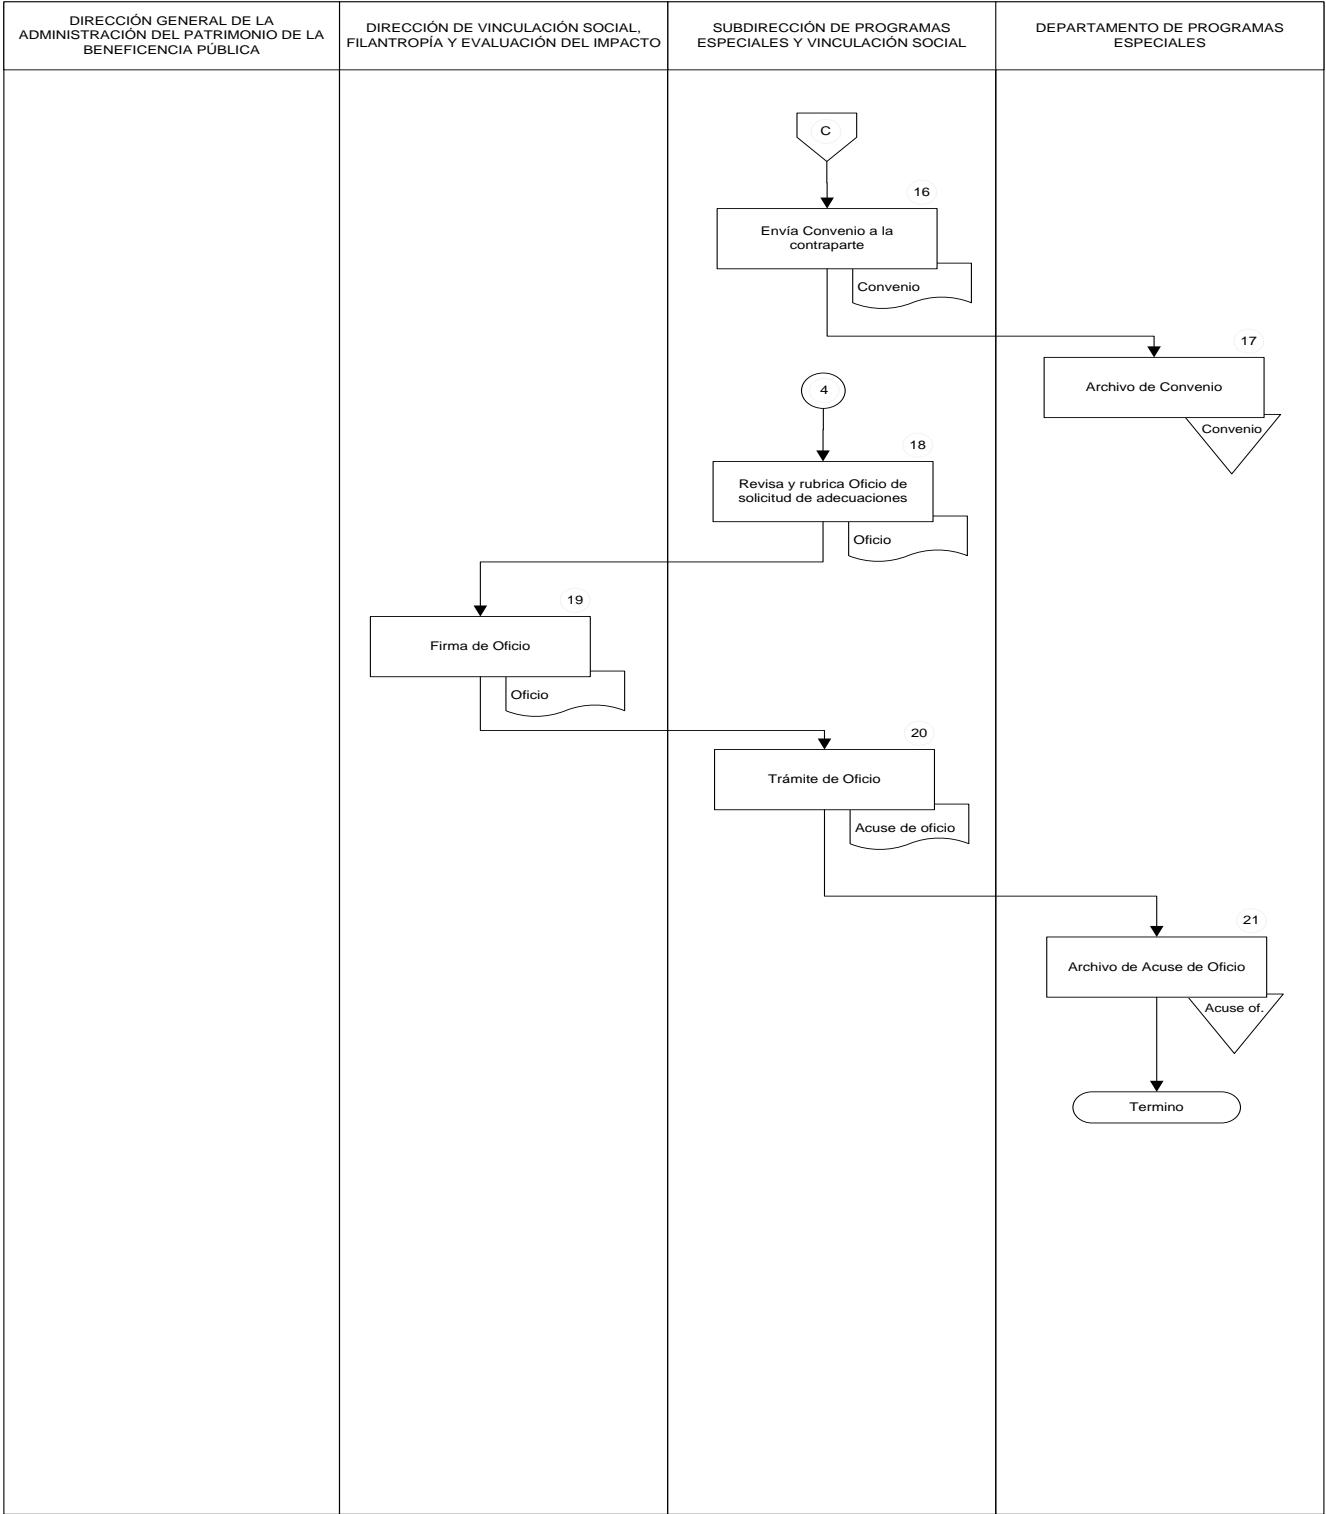 DIRECCIÓN GENERAL DE LA
ADMINISTRACIÓN DEL PATRIMONIO DE LA
BENEFICENCIA PÚBLICA
DIRECCIÓN DE VINCULACIÓN SOCIAL,
FILANTROPÍA Y EVALUACIÓN DEL IMPACTO
SUBDIRECCIÓN DE PROGRAMAS
ESPECIALES Y VINCULACIÓN SOCIAL
DEPARTAMENTO DE PROGRAMAS
ESPECIALES
C
16
Envía Convenio a la
contraparte
Convenio
17
Archivo de Convenio
Convenio
4
18
Revisa y rubrica Oficio de
solicitud de adecuaciones
Oficio
19
Firma de Oficio
Oficio
20
Trámite de Oficio
Acuse de oficio
21
Archivo de Acuse de Oficio
Acuse of.
Termino